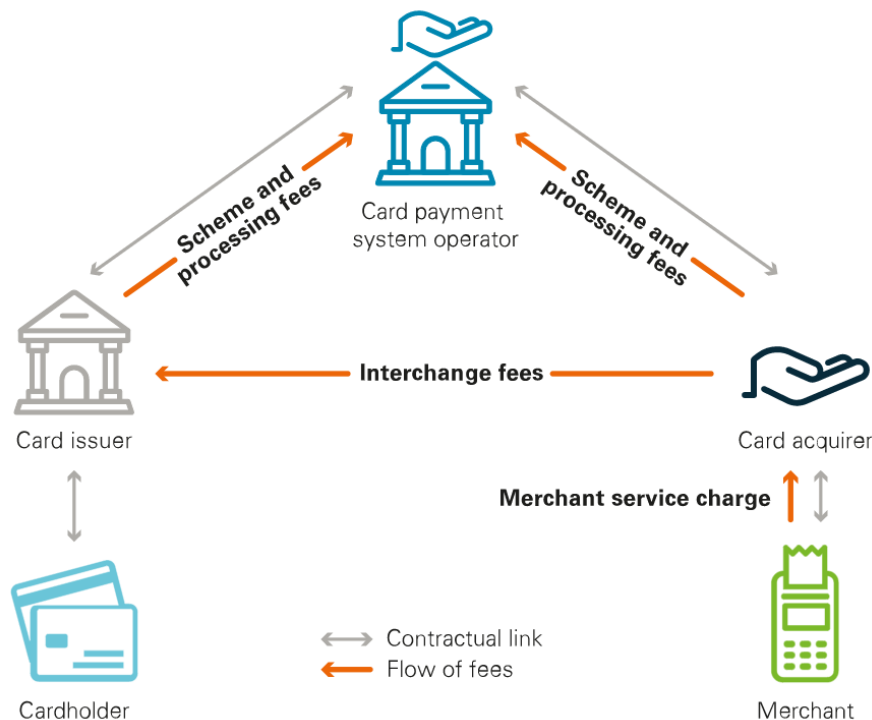 Card payment
system operator
Scheme and
processing fees
Scheme and
processing fees
Interchange fees
Card issuer
Card acquirer
Merchant service charge
Contractual link
Flow of fees
Cardholder
Merchant